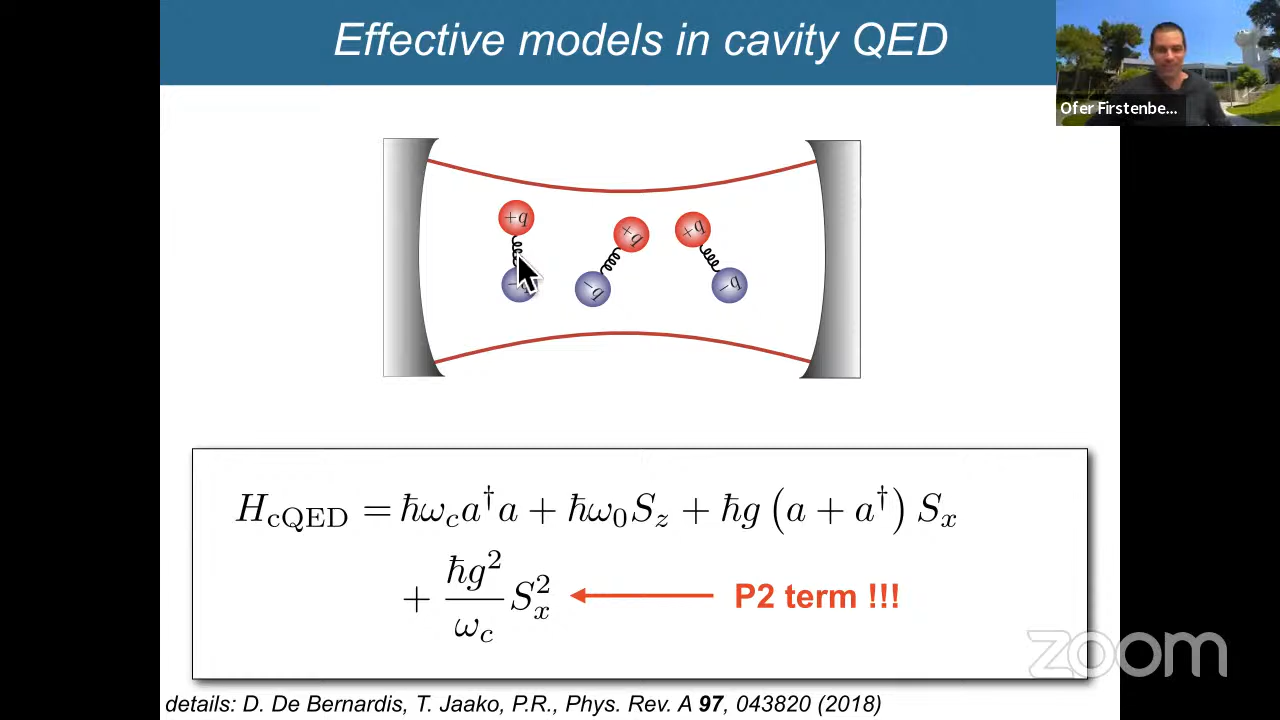 Effective models in cavity QED
Ofer Firstenbe...
+q
+q
+q
-q
-q
-q
H_cQED = ħω_c a†a + ħω_0 S_z + ħg (a + a†) S_x
+ ħg²/ω_c S_x² P2 term !!!
zoom
details: D. De Bernardis, T. Jaako, P.R., Phys. Rev. A 97, 043820 (2018)